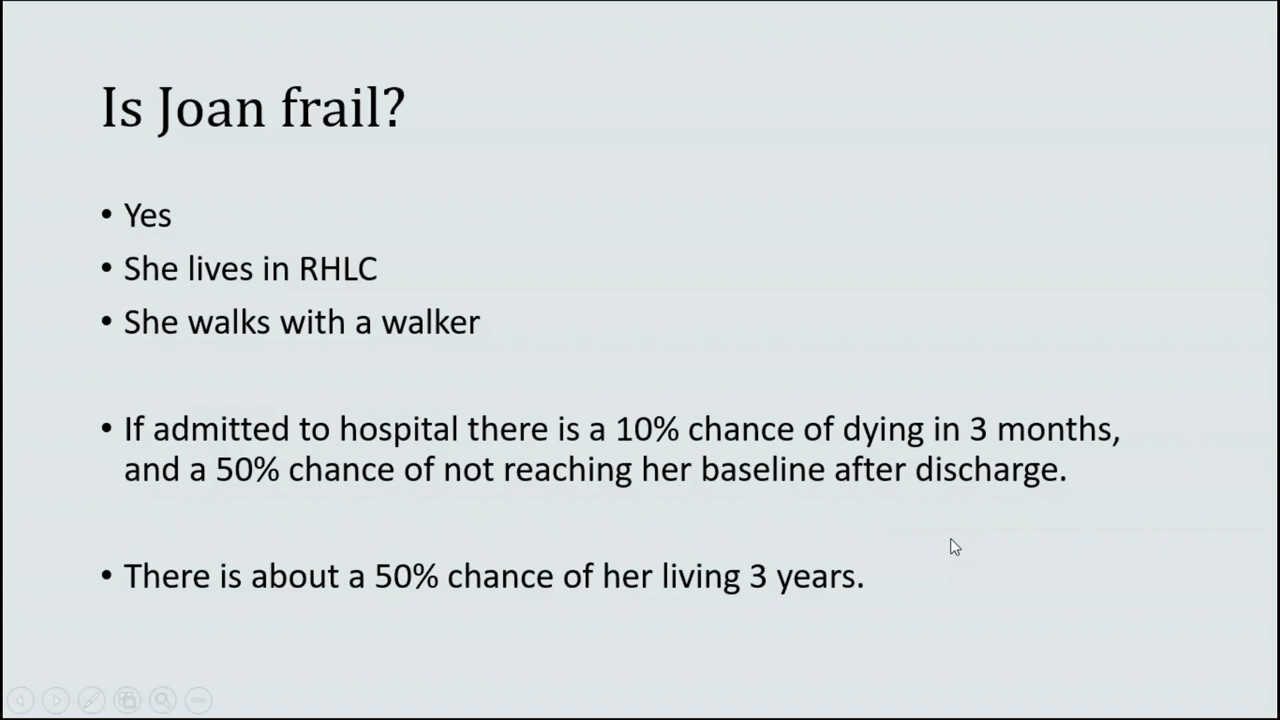 Is Joan frail?
• Yes
• She lives in RHLC
• She walks with a walker
• If admitted to hospital there is a 10% chance of dying in 3 months,
and a 50% chance of not reaching her baseline after discharge.
• There is about a 50% chance of her living 3 years.